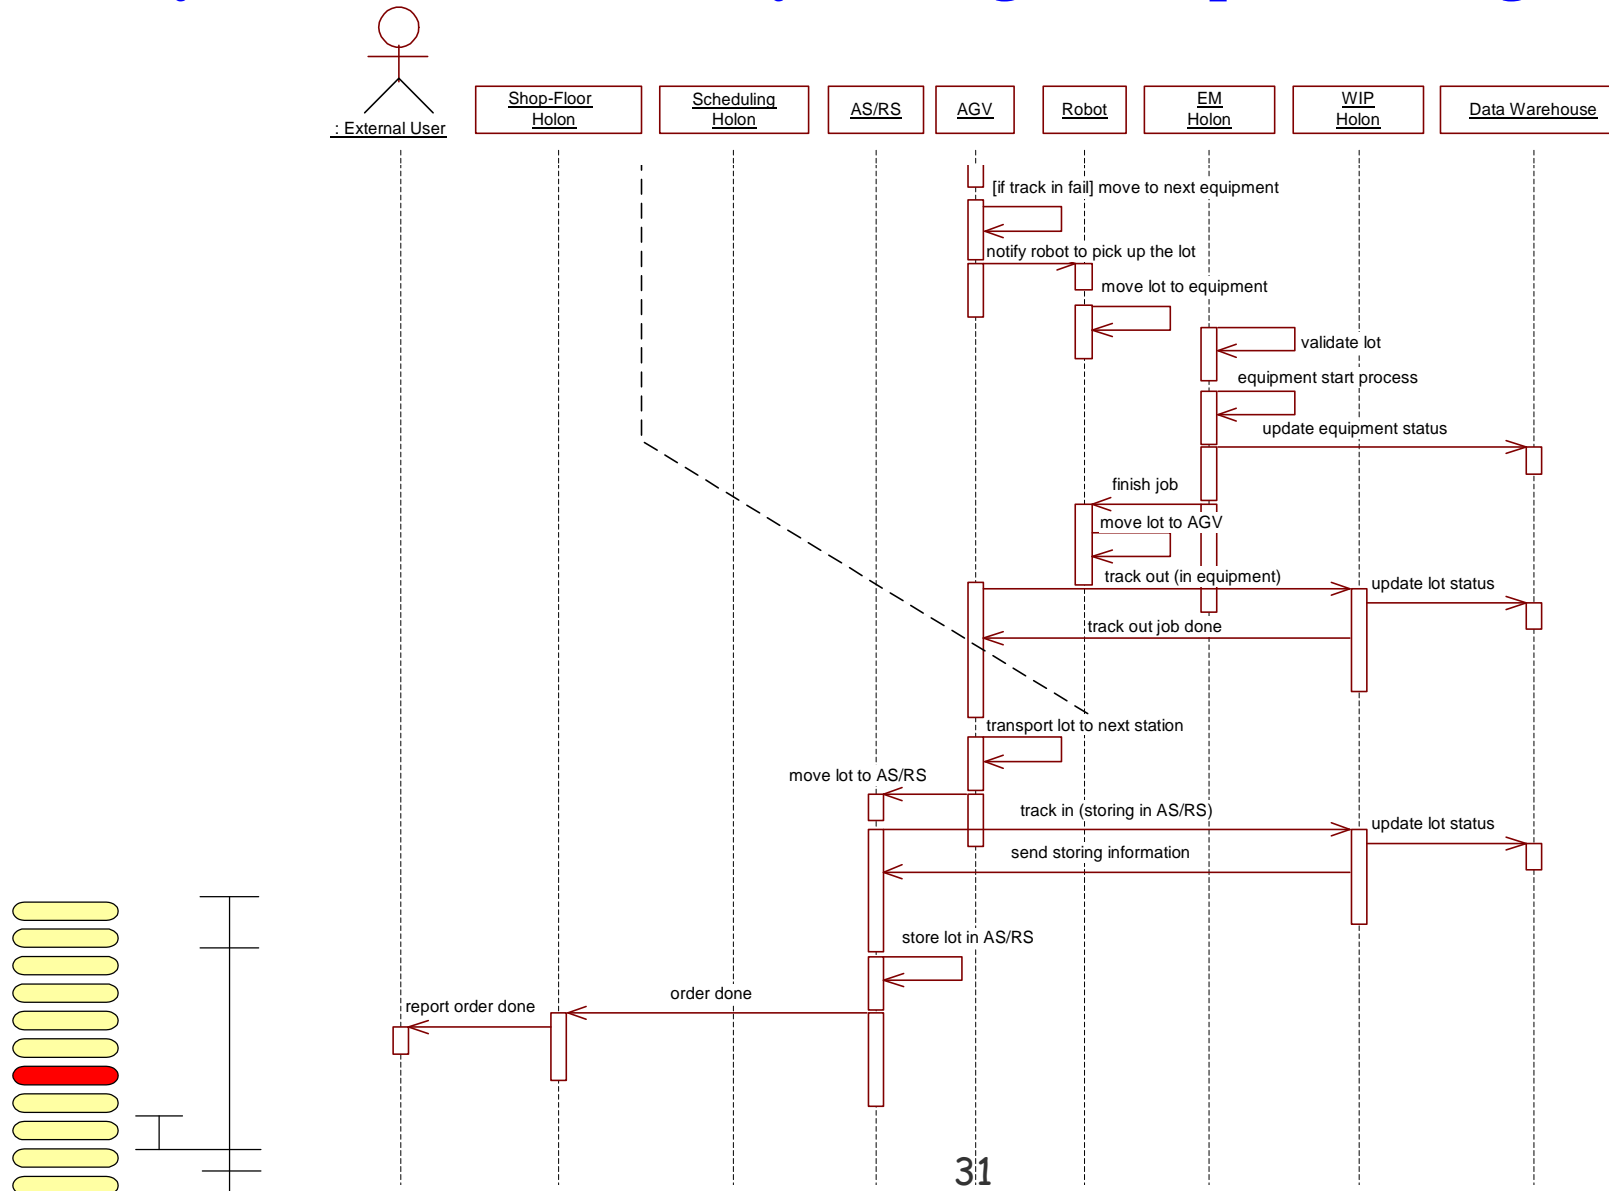 : External User
Shop-Floor
Holon
Scheduling
Holon
AS/RS
AGV
Robot
EM
Holon
WIP
Holon
Data Warehouse
[if track in fail] move to next equipment
notify robot to pick up the lot
move lot to equipment
validate lot
equipment start process
update equipment status
finish job
move lot to AGV
track out (in equipment)
update lot status
track out job done
transport lot to next station
move lot to AS/RS
track in (storing in AS/RS)
update lot status
send storing information
store lot in AS/RS
order done
report order done
31